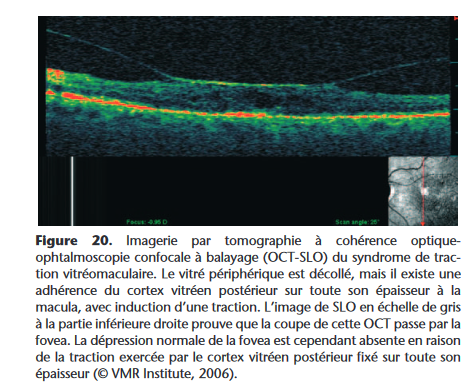 Focus: -0.95 D
Scan angle: 25°
Figure 20. Imagerie par tomographie à cohérence optique-
ophtalmoscopie confocale à balayage (OCT-SLO) du syndrome de trac-
tion vitréomaculaire. Le vitré périphérique est décollé, mais il existe une
adhérence du cortex vitréen postérieur sur toute son épaisseur à la
macula, avec induction d’une traction. L’image de SLO en échelle de gris
à la partie inférieure droite prouve que la coupe de cette OCT passe par la
fovea. La dépression normale de la fovea est cependant absente en raison
de la traction exercée par le cortex vitréen postérieur fixé sur toute son
épaisseur (© VMR Institute, 2006).